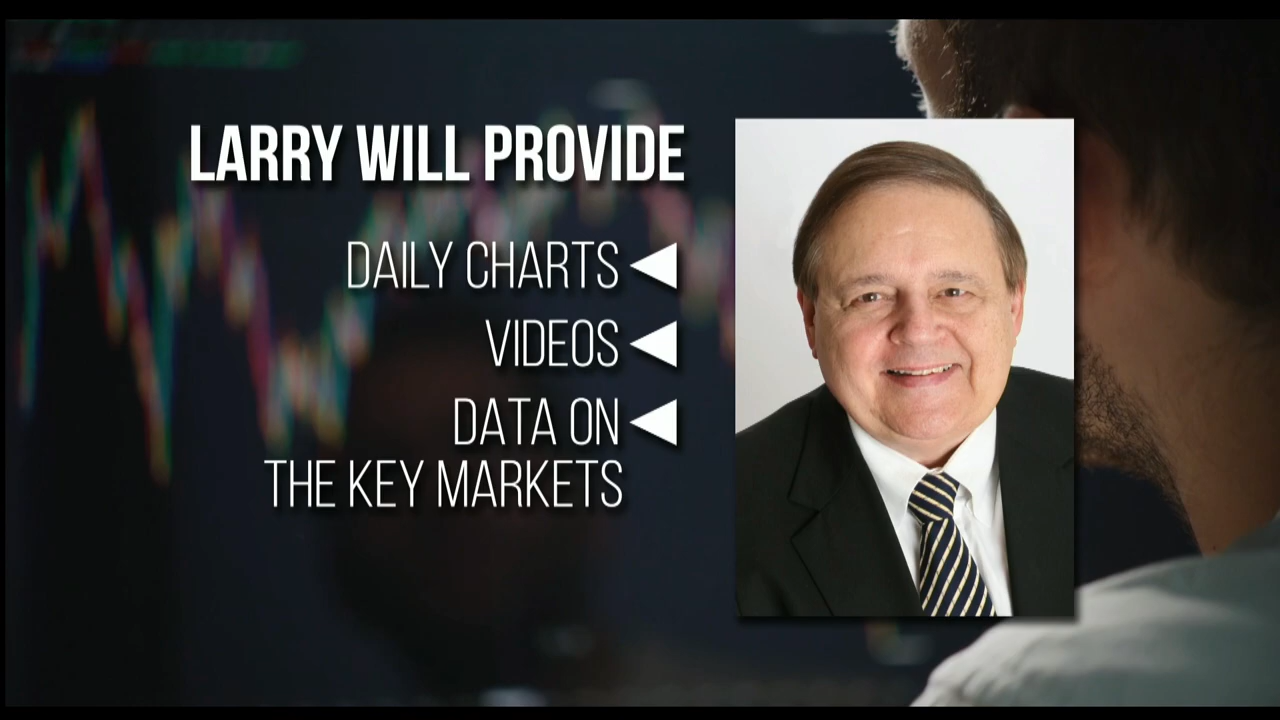 LARRY WILL PROVIDE
DAILY CHARTS
VIDEOS
DATA ON
THE KEY MARKETS